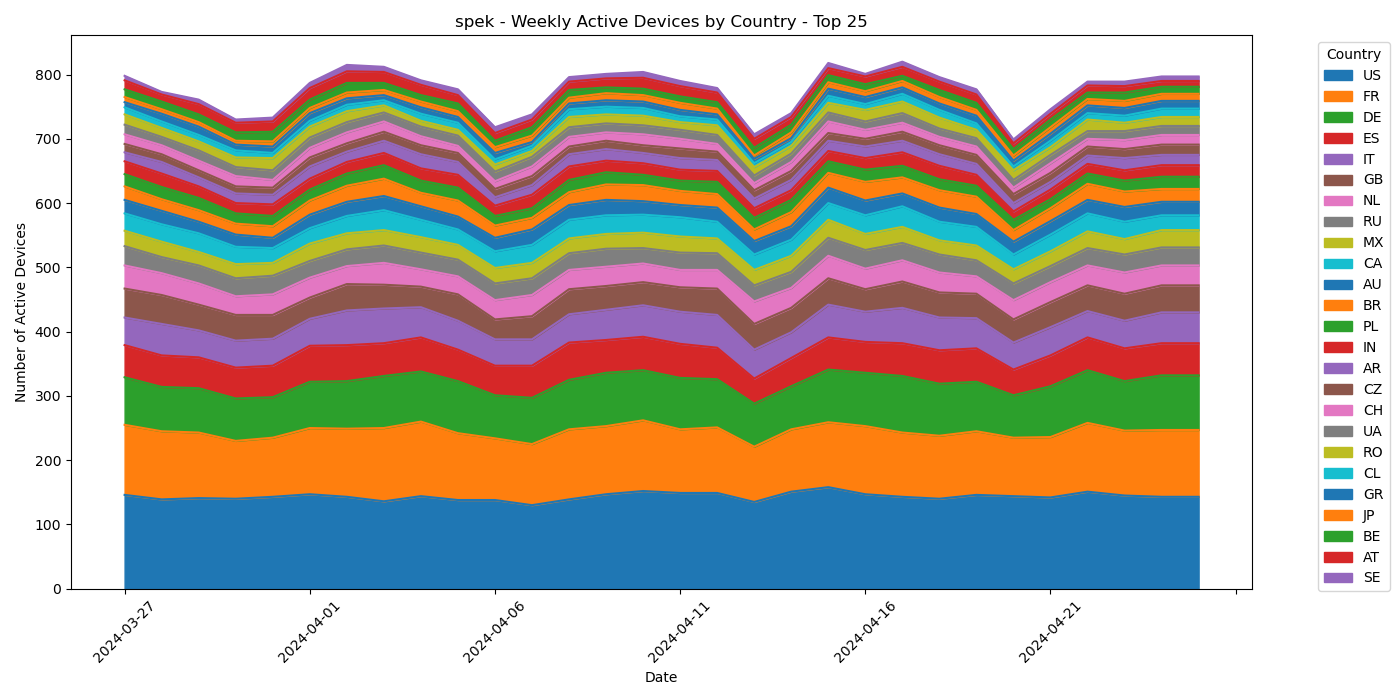 spek - Weekly Active Devices by Country - Top 25
Number of Active Devices
800
700
600
500
400
300
200
100
0
2024-03-27
2024-04-01
2024-04-06
2024-04-11
2024-04-16
2024-04-21
Date
Country
US
FR
DE
ES
IT
GB
NL
RU
MX
CA
AU
BR
PL
IN
AR
CZ
CH
UA
RO
CL
GR
JP
BE
AT
SE